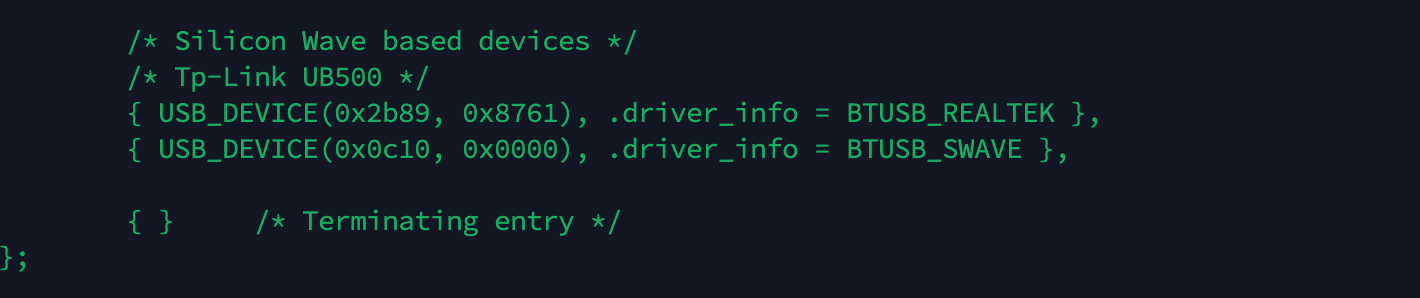 /* Silicon Wave based devices */
/* Tp-Link UB500 */
{ USB_DEVICE(0x2b89, 0x8761), .driver_info = BTUSB_REALTEK },
{ USB_DEVICE(0x0c10, 0x0000), .driver_info = BTUSB_SWAVE },
{ }     /* Terminating entry */
};